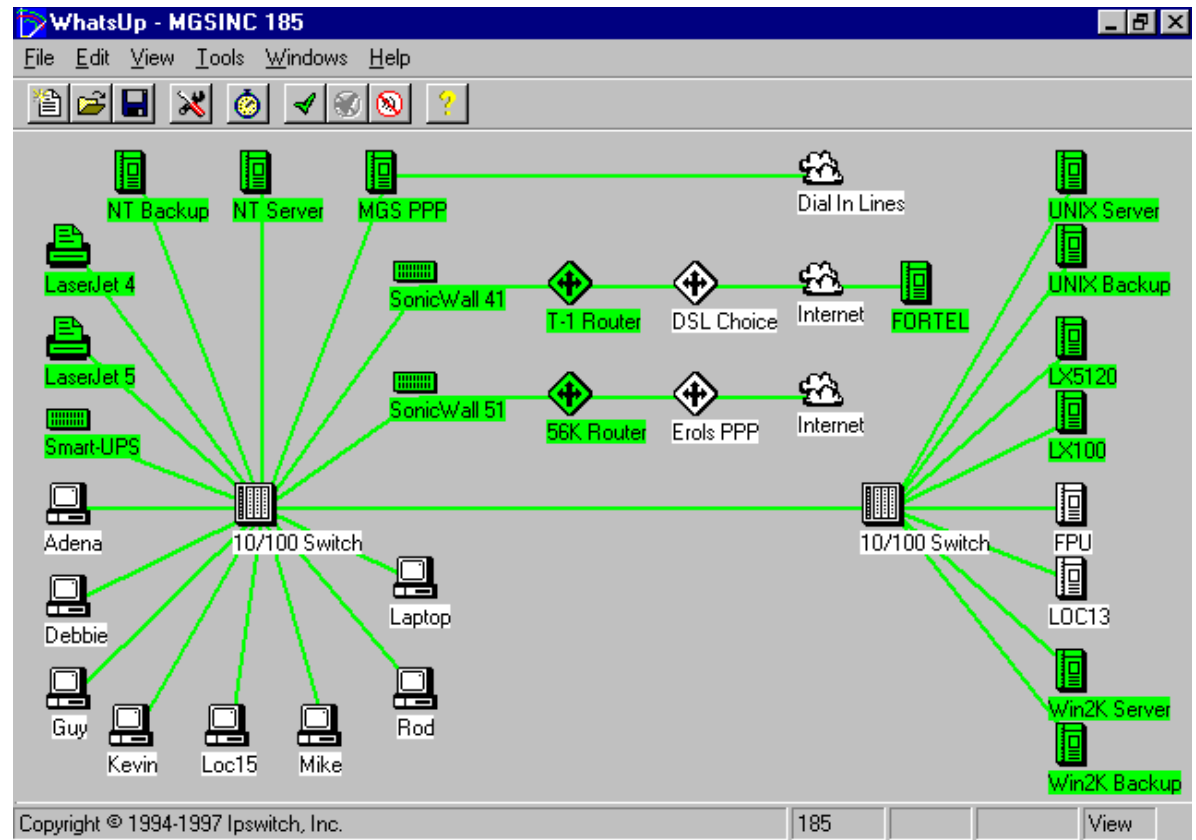 WhatsUp - MGSINC 185
File Edit View Tools Windows Help
NT Backup
NT Server
MGS PPP
Dial In Lines
UNIX Server
LaserJet 4
SonicWall 41
T-1 Router
DSL Choice
Internet
FORTEL
UNIX Backup
LaserJet 5
SonicWall 51
56K Router
Erols PPP
Internet
LX5120
Smart-UPS
LX100
Adena
10/100 Switch
10/100 Switch
FPU
Debbie
Laptop
LOC13
Guy
Kevin
Loc15
Mike
Rod
Win2K Server
Win2K Backup
Copyright © 1994-1997 Ipswitch, Inc.
185
View